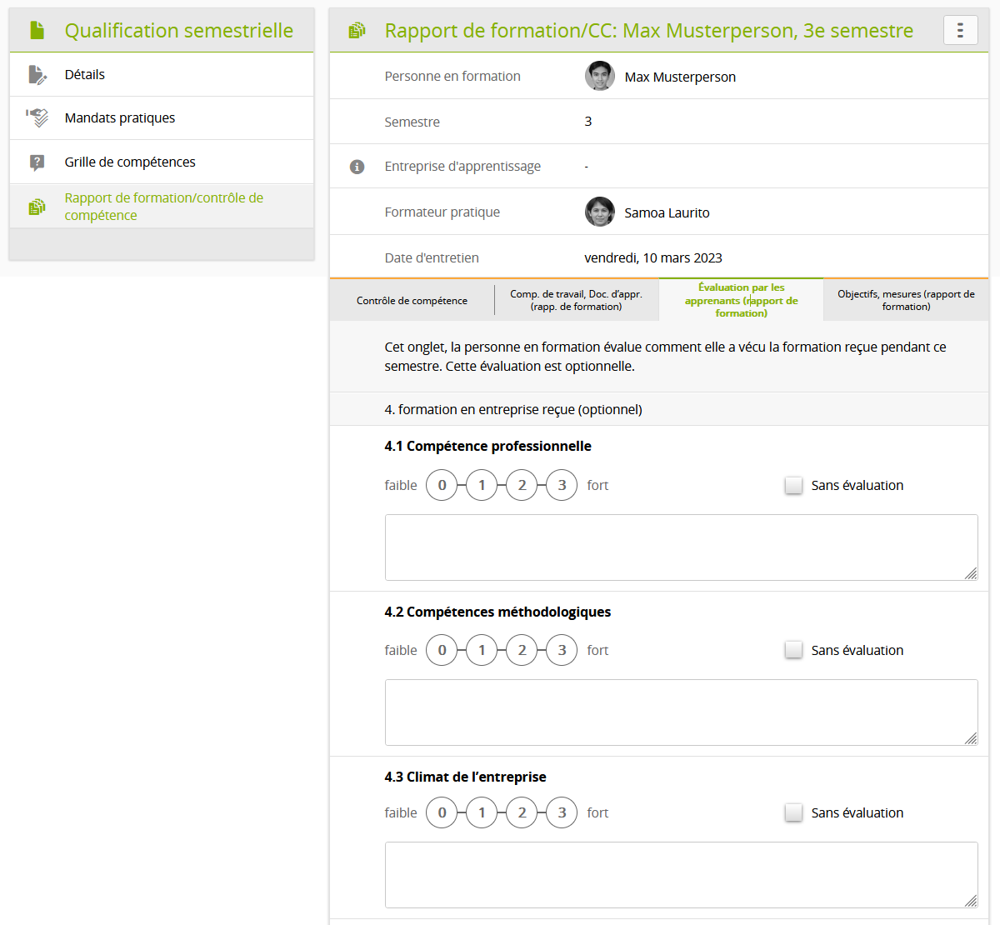 Qualification semestrielle
Détails
Mandats pratiques
Grille de compétences
Rapport de formation/contrôle de
compétence
Rapport de formation/CC: Max Musterperson, 3e semestre
Personne en formation
Max Musterperson
Semestre
3
Entreprise d'apprentissage
-
Formateur pratique
Samoa Laurito
Date d'entretien
vendredi, 10 mars 2023
Contrôle de compétence
Comp. de travail, Doc. d’appr.
(rapp. de formation)
Évaluation par les
apprenants (rapport de
formation)
Objectifs, mesures (rapport de
formation)
Cet onglet, la personne en formation évalue comment elle a vécu la formation reçue pendant ce
semestre. Cette évaluation est optionnelle.
4. formation en entreprise reçue (optionnel)
4.1 Compétence professionnelle
faible 0 1 2 3 fort Sans évaluation
4.2 Compétences méthodologiques
faible 0 1 2 3 fort Sans évaluation
4.3 Climat de l’entreprise
faible 0 1 2 3 fort Sans évaluation